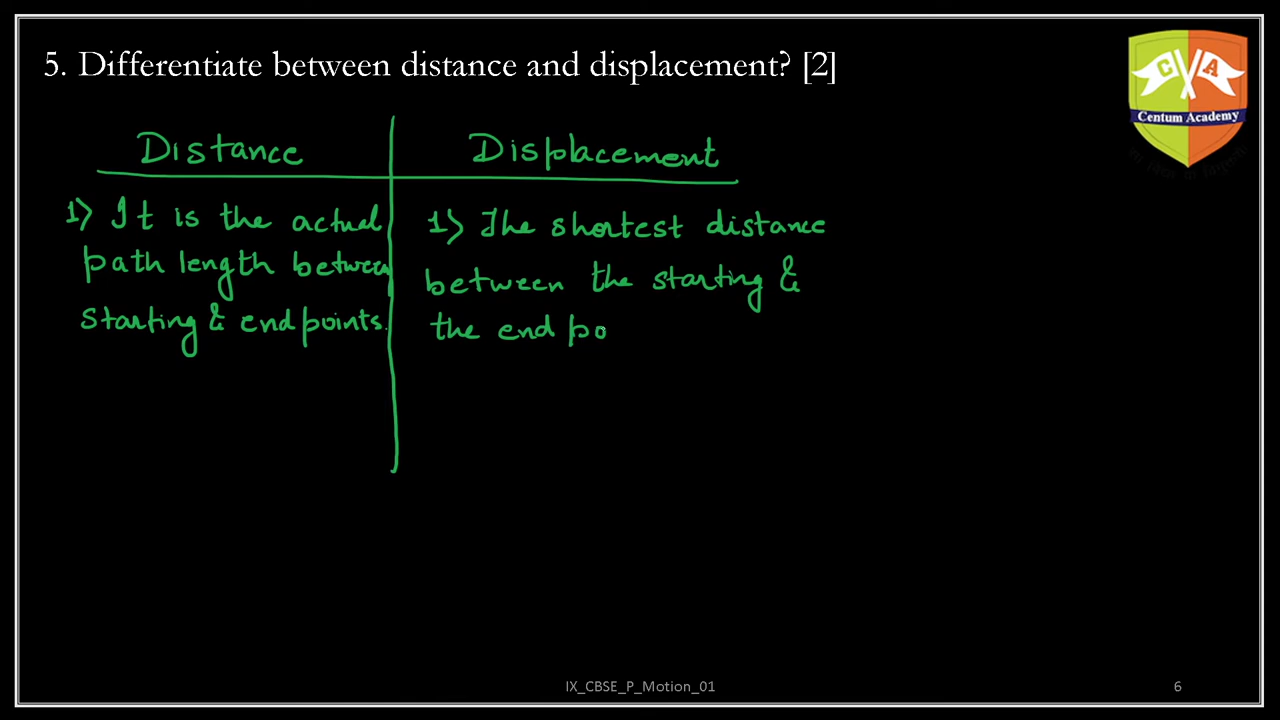 5. Differentiate between distance and displacement? [2]
C A
Centum Academy
Distance
Displacement
1) It is the actual
path length between
starting & end points.
1) The shortest distance
between the starting &
the end po
IX_CBSE_P_Motion_01
6